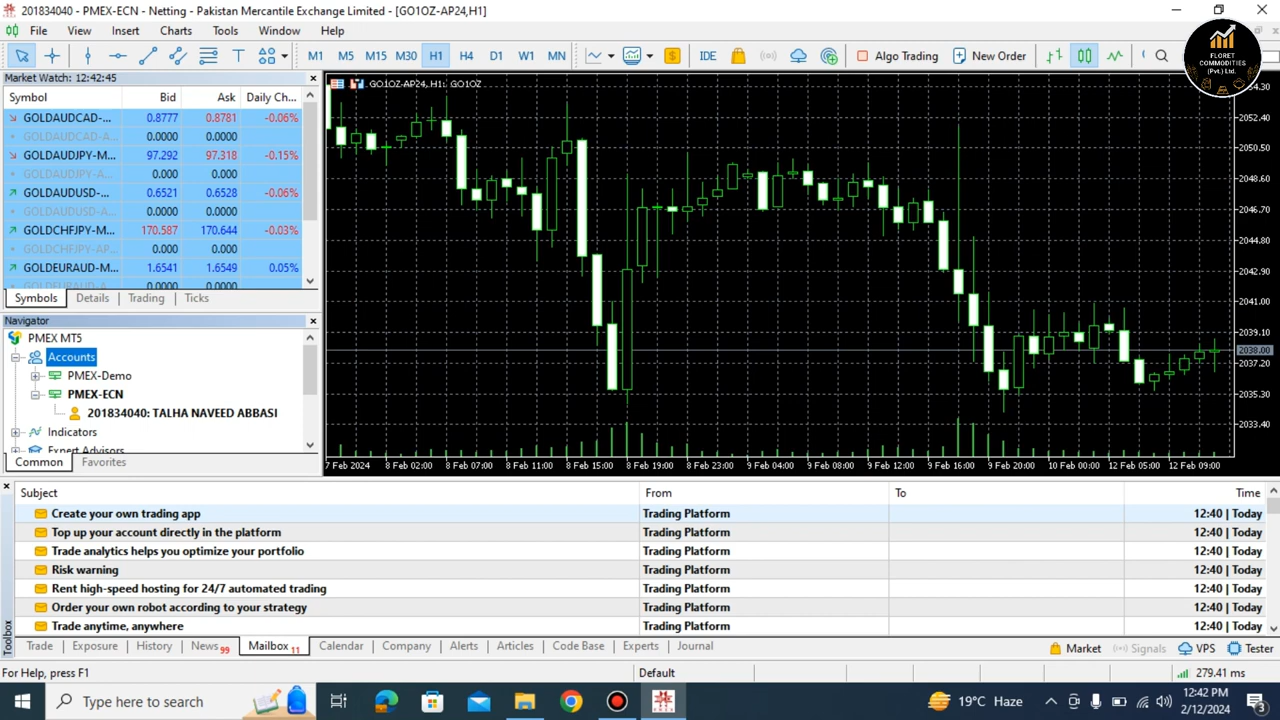 201834040 - PMEX-ECN - Netting - Pakistan Mercantile Exchange Limited - [GO1OZ-AP24,H1]
File View Insert Charts Tools Window Help
M1 M5 M15 M30 H1 H4 D1 W1 MN IDE Algo Trading New Order
FLORET
COMMODITIES
(Pvt.) Ltd.
Market Watch: 12:42:45
Symbol Bid Ask Daily Ch...
GOLDAUDCAD-... 0.8777 0.8781 -0.06%
GOLDAUDCAD-A... 0.0000 0.0000
GOLDAUDJPY-M... 97.292 97.318 -0.15%
GOLDAUDJPY-M... 0.000 0.000
GOLDAUDUSD-... 0.6521 0.6528 -0.06%
GOLDAUDUSD-A... 0.0000 0.0000
GOLDCHFJPY-M... 170.587 170.644 -0.03%
GOLDCHFJPY-AP... 0.000 0.000
GOLDEURAUD-M... 1.6541 1.6549 0.05%
0.0000 0.0000
Symbols Details Trading Ticks
Navigator
PMEX MT5
Accounts
PMEX-Demo
PMEX-ECN
201834040: TALHA NAVEED ABBASI
Indicators
Expert Advisors
Common Favorites
GO1OZ-AP24, H1: GO1OZ
2054.30
2052.40
2050.50
2048.60
2046.70
2044.80
2042.90
2041.00
2039.10
2038.00
2037.20
2035.30
2033.40
7 Feb 2024 8 Feb 02:00 8 Feb 07:00 8 Feb 11:00 8 Feb 15:00 8 Feb 19:00 8 Feb 23:00 9 Feb 04:00 9 Feb 08:00 9 Feb 12:00 9 Feb 16:00 9 Feb 20:00 10 Feb 00:00 12 Feb 05:00 12 Feb 09:00
Subject From To Time
Create your own trading app Trading Platform 12:40 | Today
Top up your account directly in the platform Trading Platform 12:40 | Today
Trade analytics helps you optimize your portfolio Trading Platform 12:40 | Today
Risk warning Trading Platform 12:40 | Today
Rent high-speed hosting for 24/7 automated trading Trading Platform 12:40 | Today
Order your own robot according to your strategy Trading Platform 12:40 | Today
Trade anytime, anywhere Trading Platform 12:40 | Today
Toolbox
Trade Exposure History News 99 Mailbox 11 Calendar Company Alerts Articles Code Base Experts Journal Market Signals VPS Tester
For Help, press F1 Default 279.41 ms
Type here to search 19°C Haze 12:42 PM
2/12/2024 3